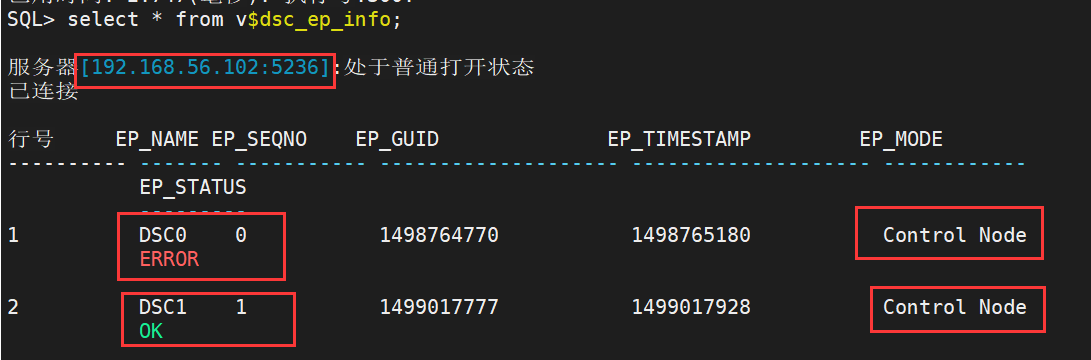 SQL> select * from v$dsc_ep_info;
服务器[192.168.56.102:5236]:处于普通打开状态
已连接
行号 EP_NAME EP_SEQNO EP_GUID EP_TIMESTAMP EP_MODE
---------- ------- ----------- -------------------- -------------------- ------------
EP_STATUS
---------
1 DSC0 0 1498764770 1498765180 Control Node
ERROR
2 DSC1 1 1499017777 1499017928 Control Node
OK